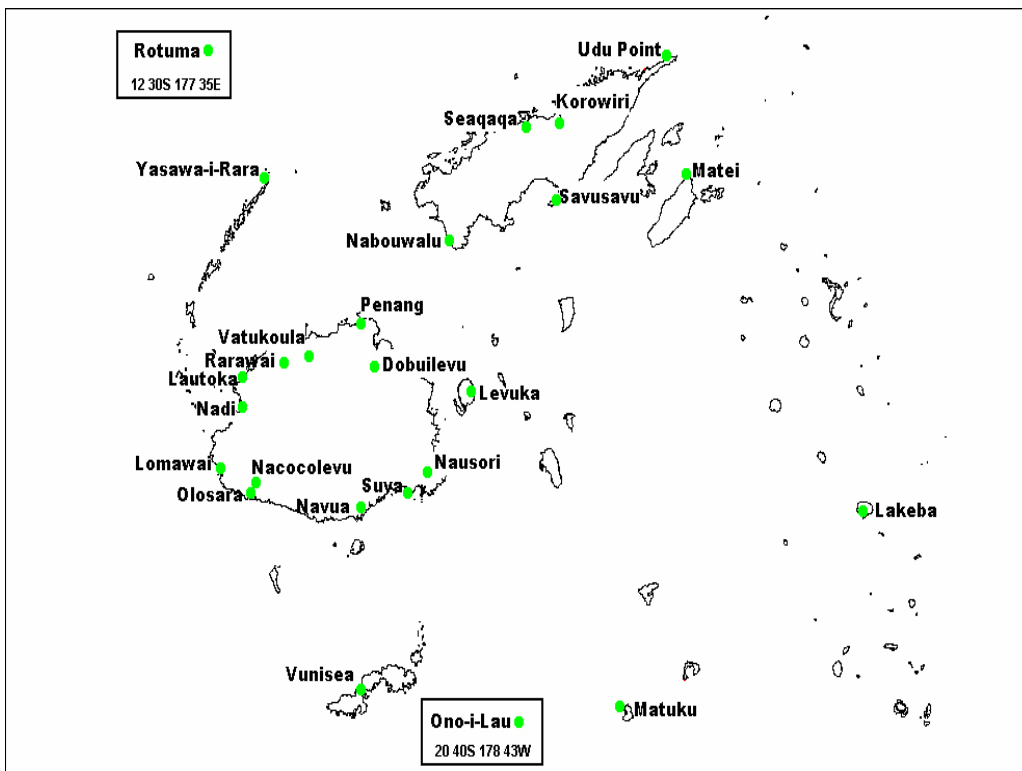 Rotuma
12 30S 177 35E
Udu Point
Korowiri
Seaqaqa
Yasawa-i-Rara
Matei
Savusavu
Nabouwalu
Penang
Vatukoula
Rarawai
Dobuilevu
Lautoka
Levuka
Nadi
Lomawai
Nacocolevu
Nausori
Suva
Olosara
Navua
Lakeba
Vunisea
Matuku
Ono-i-Lau
20 40S 178 43W